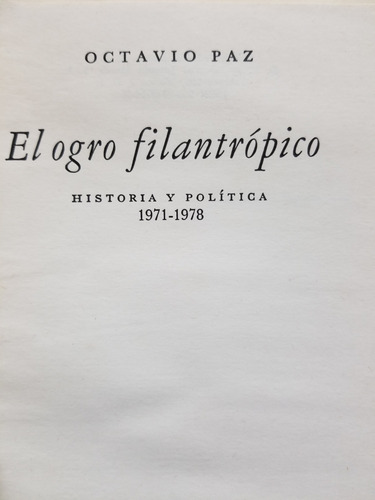 OCTAVIO PAZ
El ogro filantrópico
HISTORIA Y POLÍTICA
1971-1978